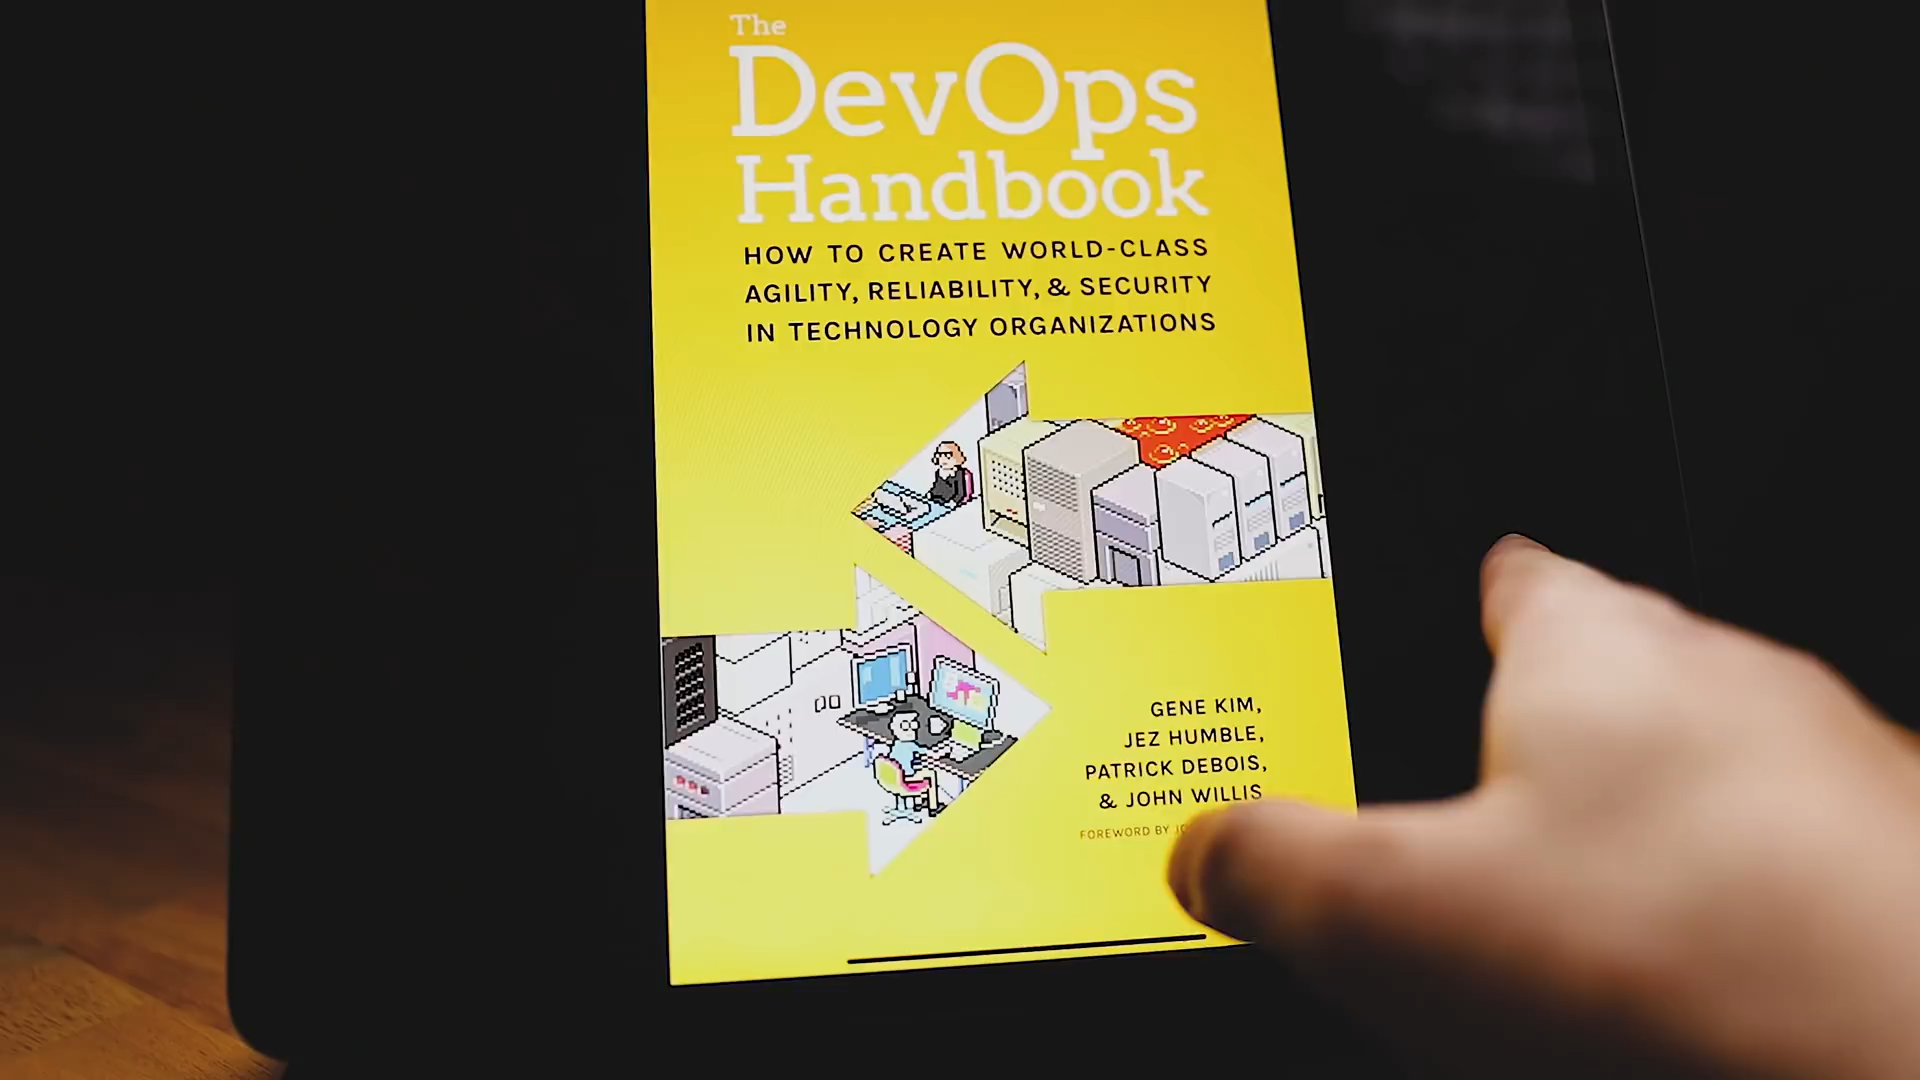 The
DevOps
Handbook
HOW TO CREATE WORLD-CLASS
AGILITY, RELIABILITY, & SECURITY
IN TECHNOLOGY ORGANIZATIONS
GENE KIM,
JEZ HUMBLE,
PATRICK DEBOIS,
& JOHN WILLIS
FOREWORD BY